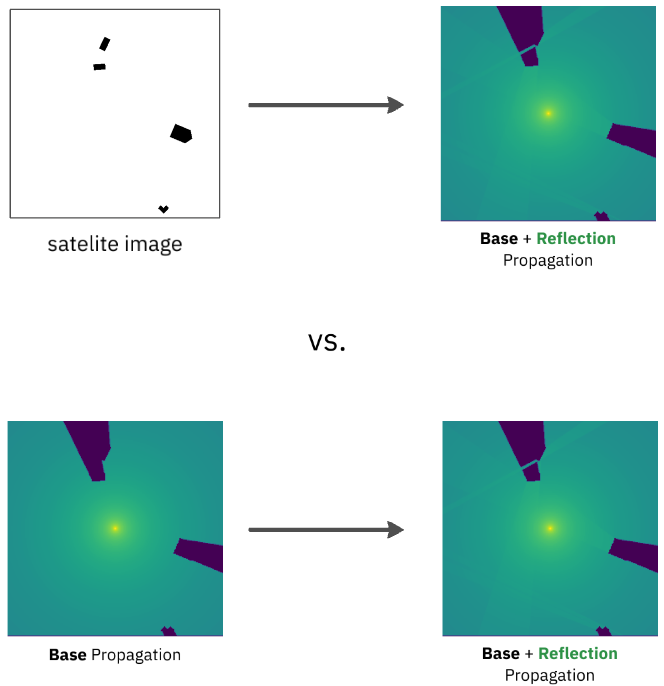 satelite image
Base + Reflection
Propagation
vs.
Base Propagation
Base + Reflection
Propagation